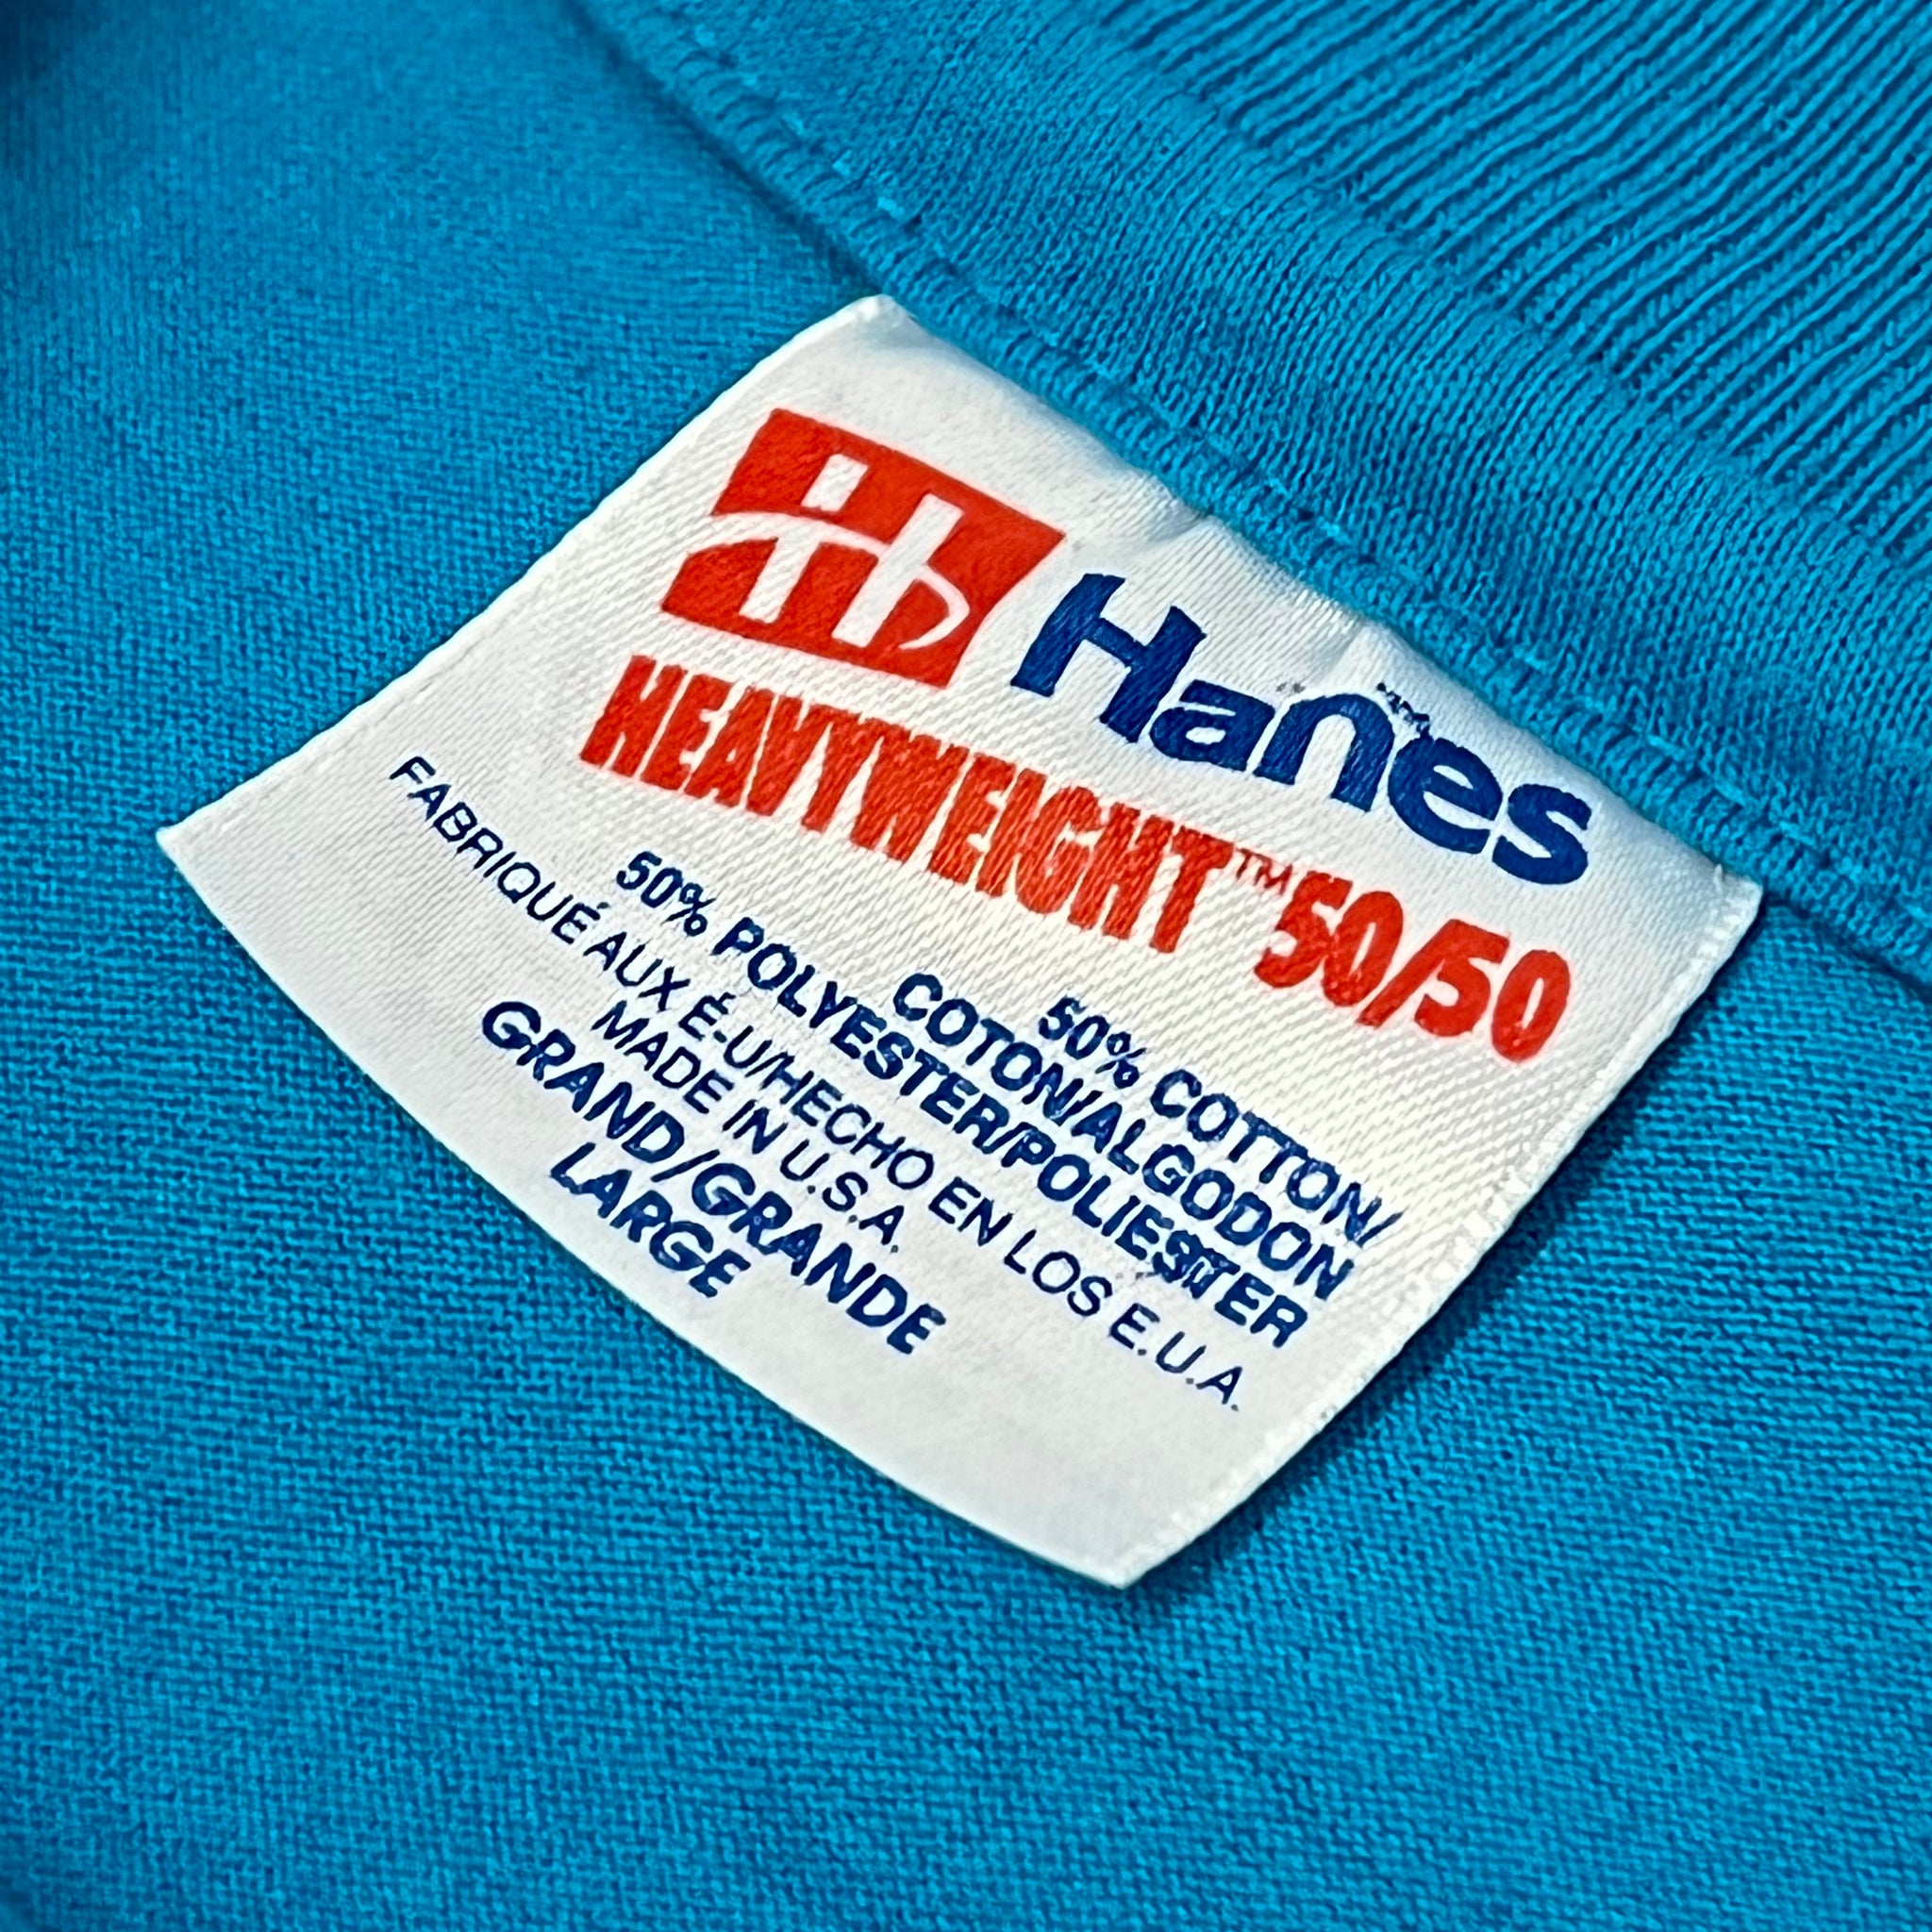 Hb Hanes
HEAVYWEIGHT™ 50/50
50% COTTON/
COTON/ALGODON
50% POLYESTER/POLIESTER
FABRIQUÉ AUX É-U/HECHO EN LOS E.U.A.
MADE IN U.S.A.
GRAND/GRANDE
LARGE